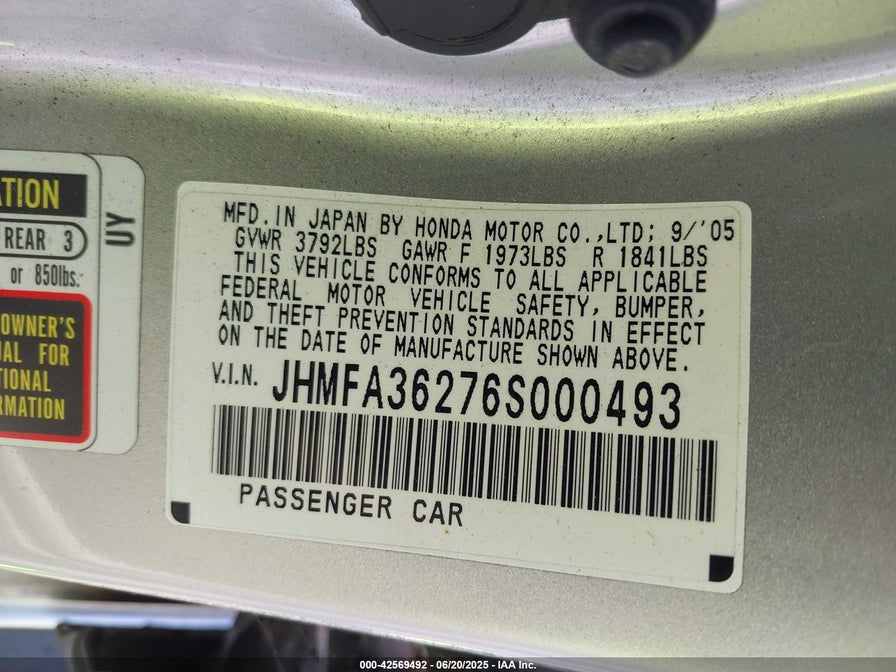 ATION
REAR 3
or 850lbs.
OWNER'S
UAL FOR
TIONAL
RMATION
UY
MFD. IN JAPAN BY HONDA MOTOR CO.,LTD; 9/'05
GVWR 3792LBS GAWR F 1973LBS R 1841LBS
THIS VEHICLE CONFORMS TO ALL APPLICABLE
FEDERAL MOTOR VEHICLE SAFETY, BUMPER,
AND THEFT PREVENTION STANDARDS IN EFFECT
ON THE DATE OF MANUFACTURE SHOWN ABOVE.
V.I.N. JHMFA36276S000493
PASSENGER CAR
000-42569492 - 06/20/2025 - IAA Inc.